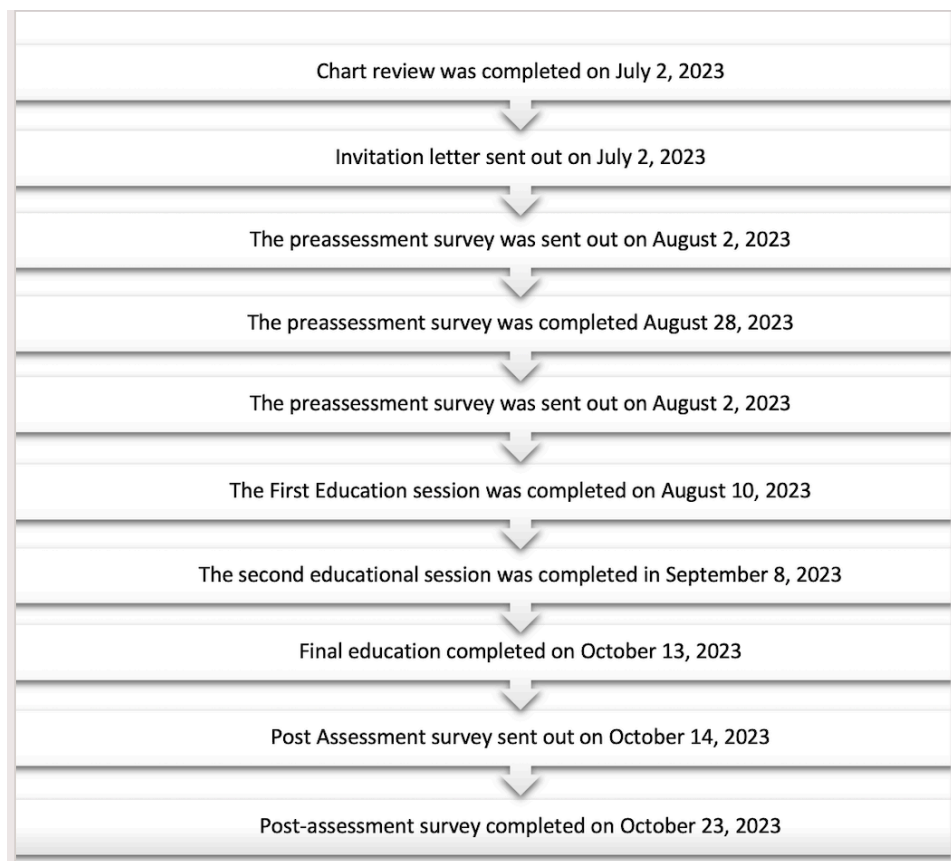 Chart review was completed on July 2, 2023
Invitation letter sent out on July 2, 2023
The preassessment survey was sent out on August 2, 2023
The preassessment survey was completed August 28, 2023
The preassessment survey was sent out on August 2, 2023
The First Education session was completed on August 10, 2023
The second educational session was completed in September 8, 2023
Final education completed on October 13, 2023
Post Assessment survey sent out on October 14, 2023
Post-assessment survey completed on October 23, 2023